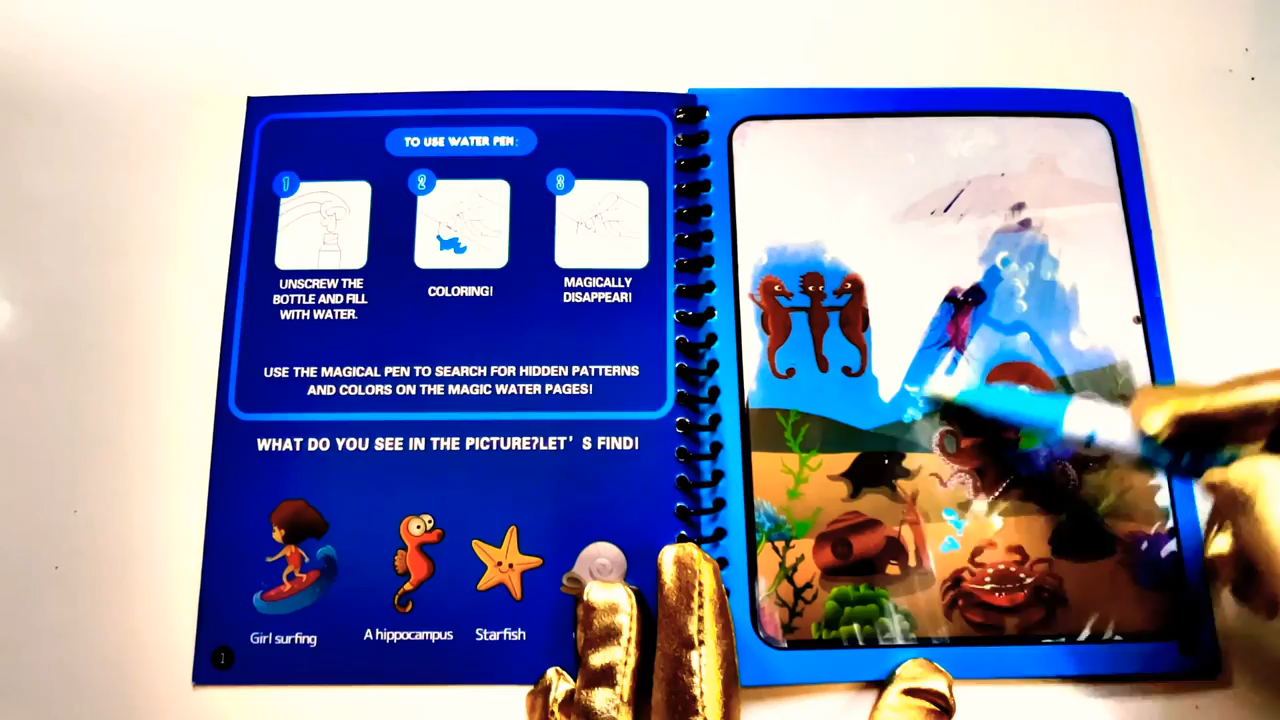 TO USE WATER PEN:
1
2
3
UNSCREW THE
BOTTLE AND FILL
WITH WATER.
COLORING!
MAGICALLY
DISAPPEAR!
USE THE MAGICAL PEN TO SEARCH FOR HIDDEN PATTERNS
AND COLORS ON THE MAGIC WATER PAGES!
WHAT DO YOU SEE IN THE PICTURE?LET'S FIND!
Girl surfing
A hippocampus
Starfish
1